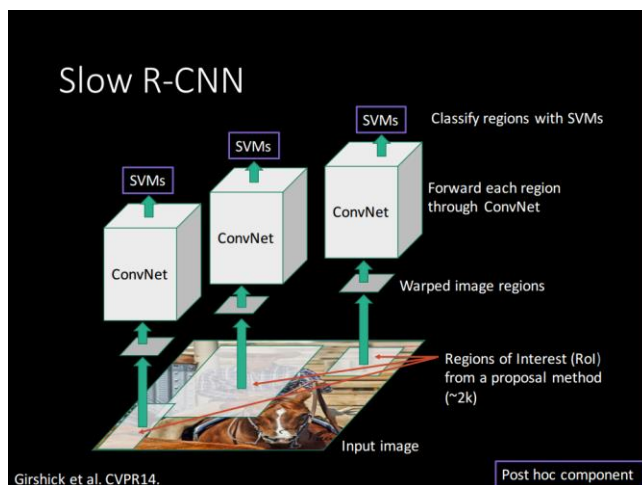 Slow R-CNN
SVMs
SVMs
SVMs
Classify regions with SVMs
ConvNet
ConvNet
ConvNet
Forward each region
through ConvNet
Warped image regions
Regions of Interest (RoI)
from a proposal method
(~2k)
Input image
Girshick et al. CVPR14.
Post hoc component